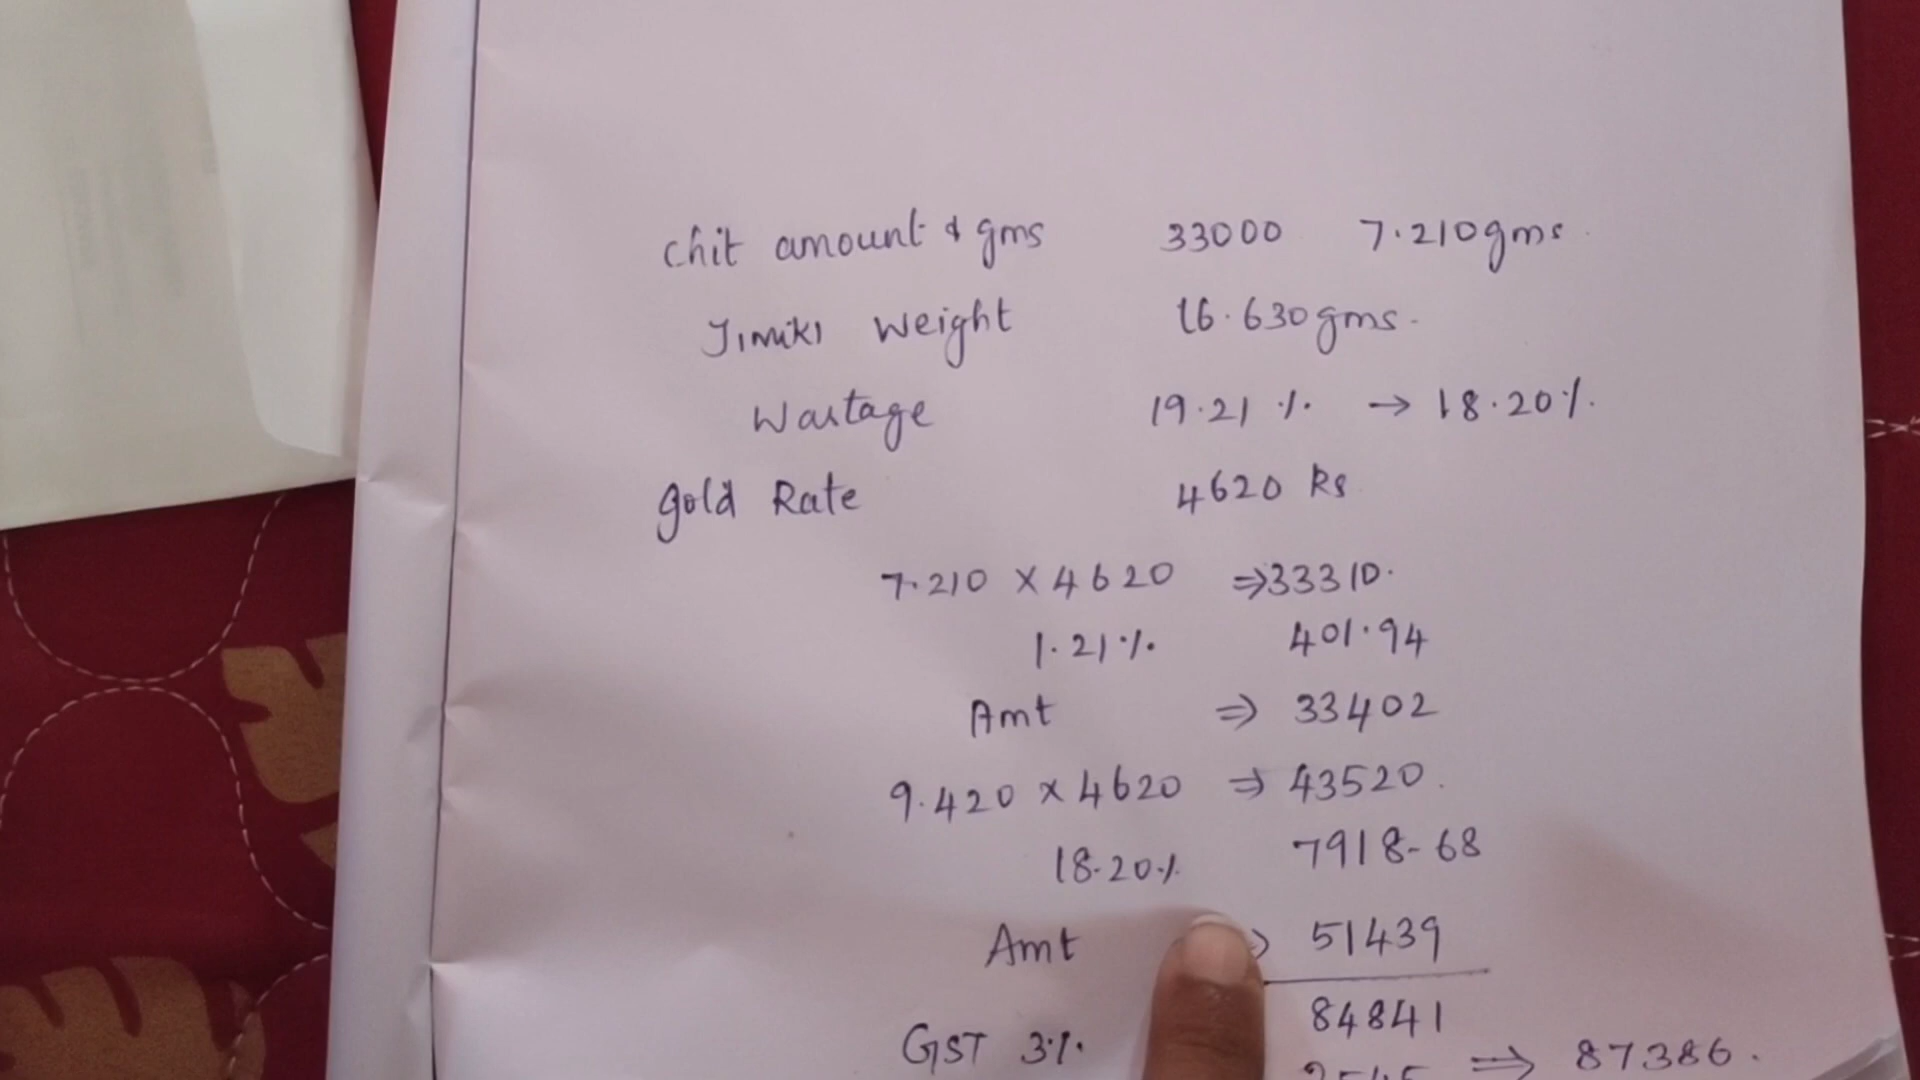 Chit amount & gms 33000 7.210gms.
Jimiki Weight 16.630gms.
Wastage 19.21 % → 18.20%.
gold Rate 4620 Rs
7.210 X 4620 ⇒ 33310.
1.21%. 401.94
Amt ⇒ 33402
9.420 x 4620 ⇒ 43520.
18.20% 7918-68
Amt ⇒ 51439
84841
GST 3%. 2545 ⇒ 87386.